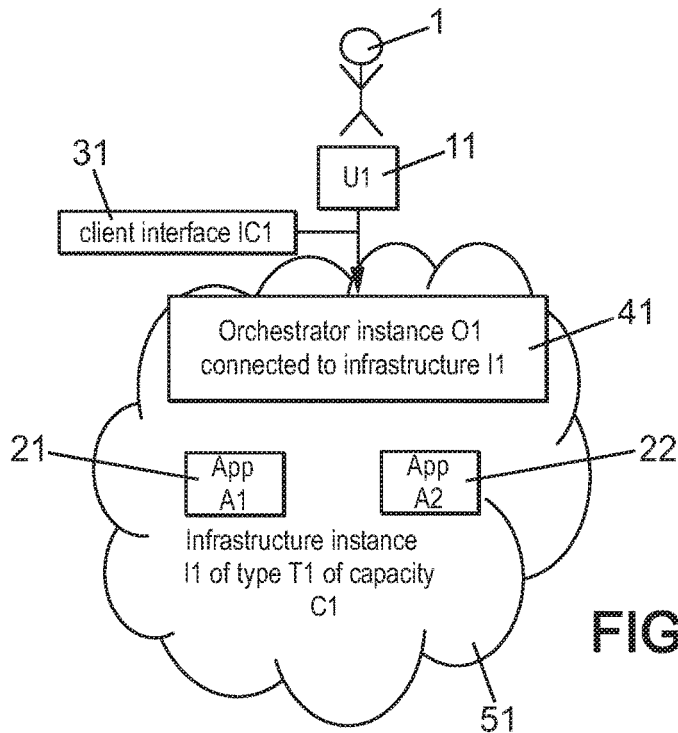 1
11
U1
31
client interface IC1
Orchestrator instance O1
connected to infrastructure I1
41
21
App
A1
App
A2
22
Infrastructure instance
I1 of type T1 of capacity
C1
FIG
51